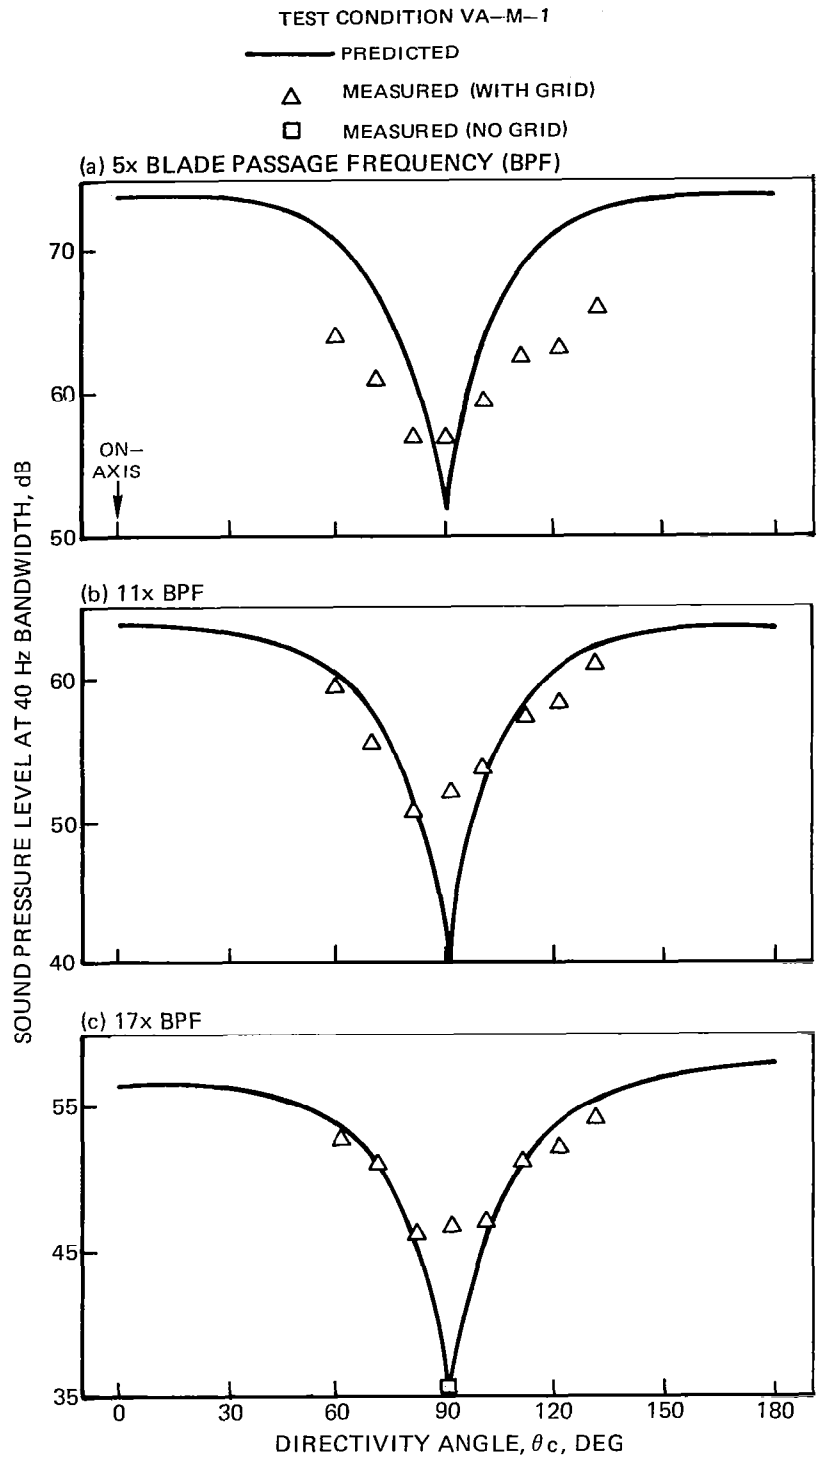 TEST CONDITION VA-M-1
PREDICTED
MEASURED (WITH GRID)
MEASURED (NO GRID)
(a) 5x BLADE PASSAGE FREQUENCY (BPF)
70
60
50
ON-
AXIS
(b) 11x BPF
60
50
40
(c) 17x BPF
55
45
35
0 30 60 90 120 150 180
DIRECTIVITY ANGLE, θc, DEG
SOUND PRESSURE LEVEL AT 40 Hz BANDWIDTH, dB